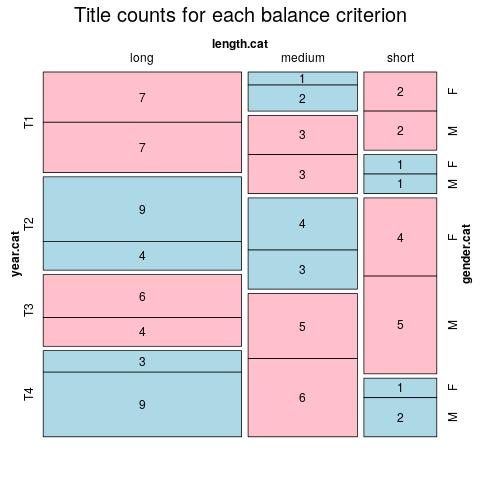 Title counts for each balance criterion
length.cat
long medium short
year.cat
T1
T2
T3
T4
7
7
9
4
6
4
3
9
1
2
3
3
4
3
5
6
2
2
1
1
4
5
1
2
F
M
F
M
F
M
F
M
gender.cat